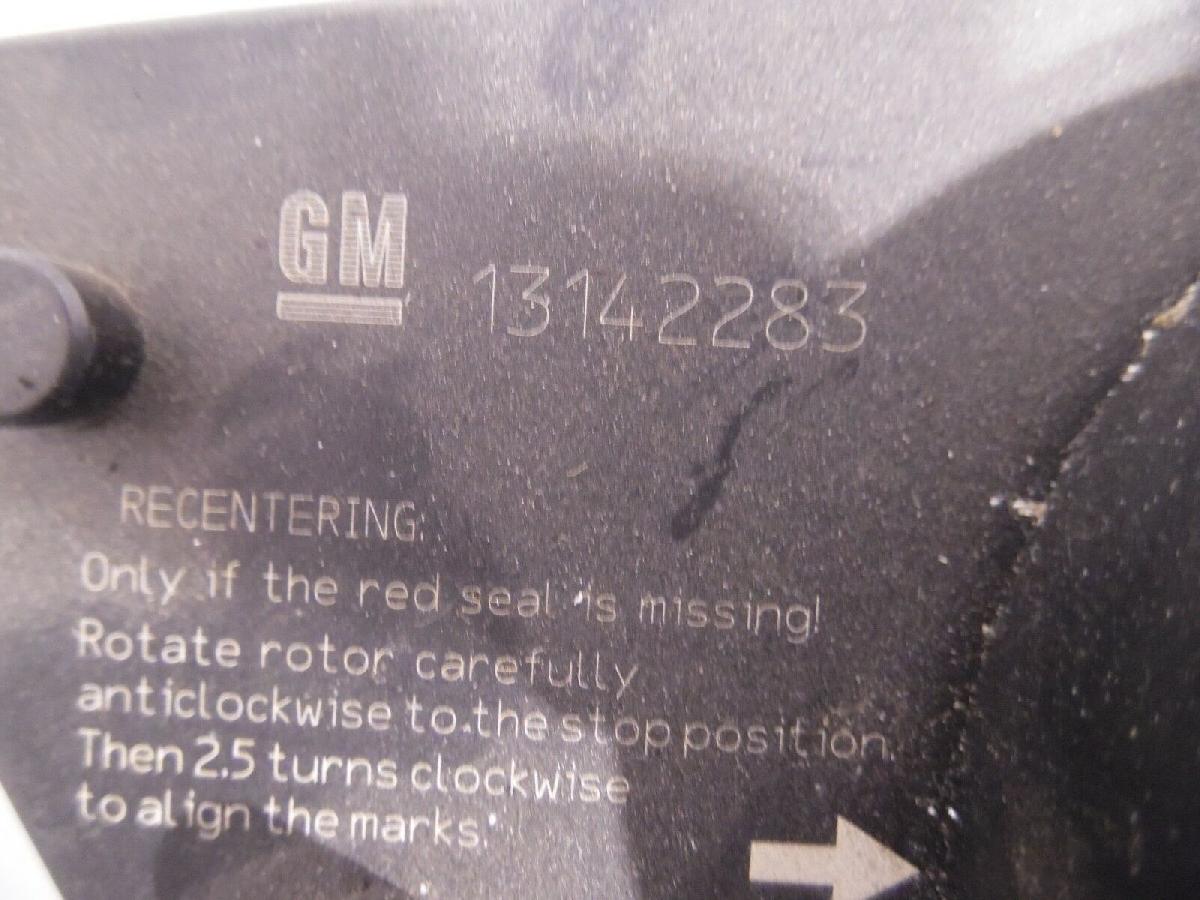 GM
13142283
RECENTERING:
Only if the red seal is missing!
Rotate rotor carefully
anticlockwise to the stop position.
Then 2.5 turns clockwise
to align the marks.